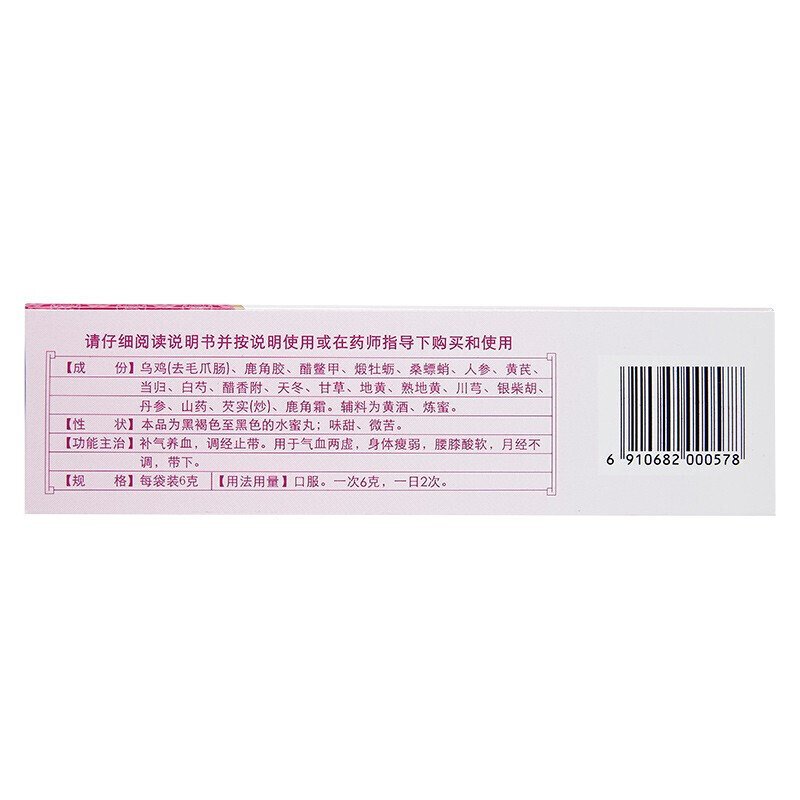 请仔细阅读说明书并按说明使用或在药师指导下购买和使用
【成 份】乌鸡(去毛爪肠)、鹿角胶、醋鳖甲、煅牡蛎、桑螵蛸、人参、黄芪、
当归、白芍、醋香附、天冬、甘草、地黄、熟地黄、川芎、银柴胡、
丹参、山药、芡实(炒)、鹿角霜。辅料为黄酒、炼蜜。
【性 状】本品为黑褐色至黑色的水蜜丸；味甜、微苦。
【功能主治】补气养血，调经止带。用于气血两虚，身体瘦弱，腰膝酸软，月经不
调，带下。
【规 格】每袋装6克 【用法用量】口服。一次6克，一日2次。
6 910682 000578